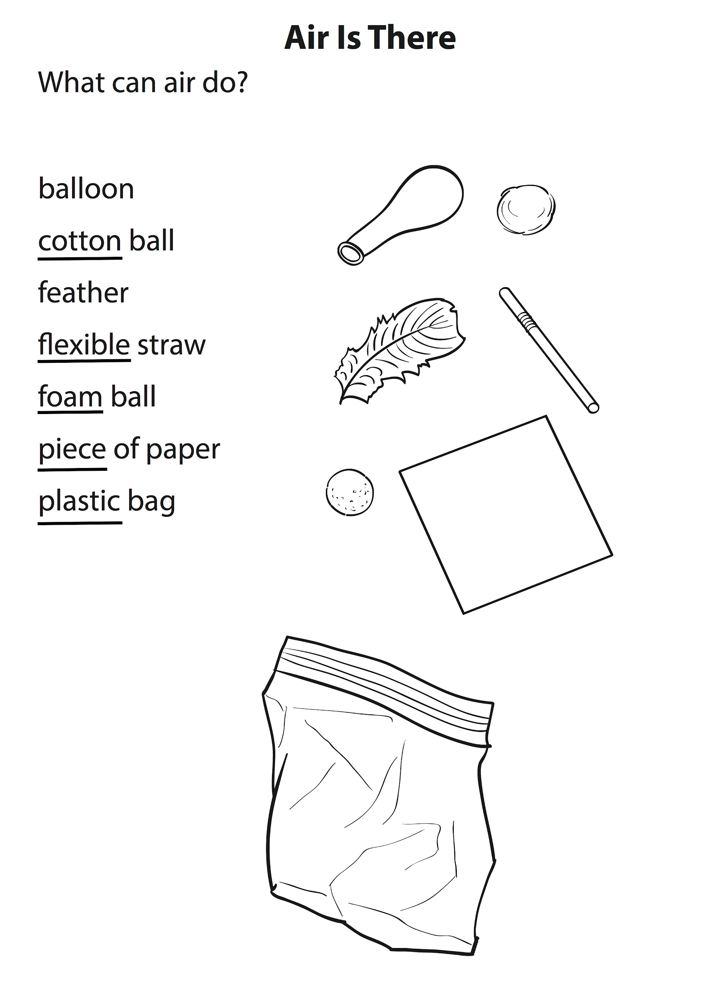 Air Is There
What can air do?
balloon
cotton ball
feather
flexible straw
foam ball
piece of paper
plastic bag